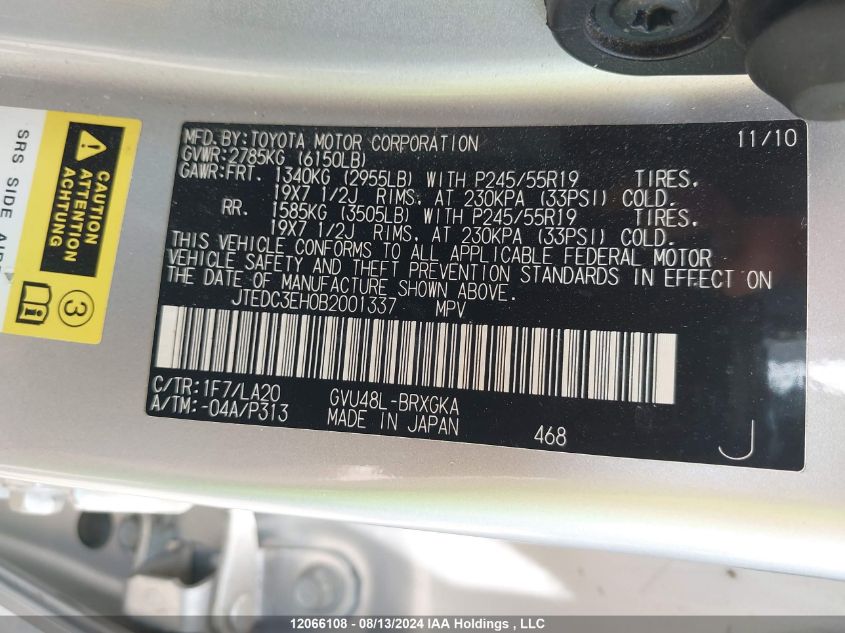 MFD. BY: TOYOTA MOTOR CORPORATION 11/10
GVWR: 2785KG (6150LB)
GAWR: FRT. 1340KG (2955LB) WITH P245/55R19 TIRES.
19X7 1/2J RIMS, AT 230KPA (33PSI) COLD.
RR. 1585KG (3505LB) WITH P245/55R19 TIRES.
19X7 1/2J RIMS, AT 230KPA (33PSI) COLD.
THIS VEHICLE CONFORMS TO ALL APPLICABLE FEDERAL MOTOR
VEHICLE SAFETY AND THEFT PREVENTION STANDARDS IN EFFECT ON
THE DATE OF MANUFACTURE SHOWN ABOVE.
JTEDC3EH0B2001337 MPV
C/TR: 1F7/LA20 GVU48L-BRXGKA
A/TM: -04A/P313 MADE IN JAPAN 468 J
CAUTION
ATTENTION
Achtung
3
SRS SIDE
12066108 - 08/13/2024 IAA Holdings , LLC